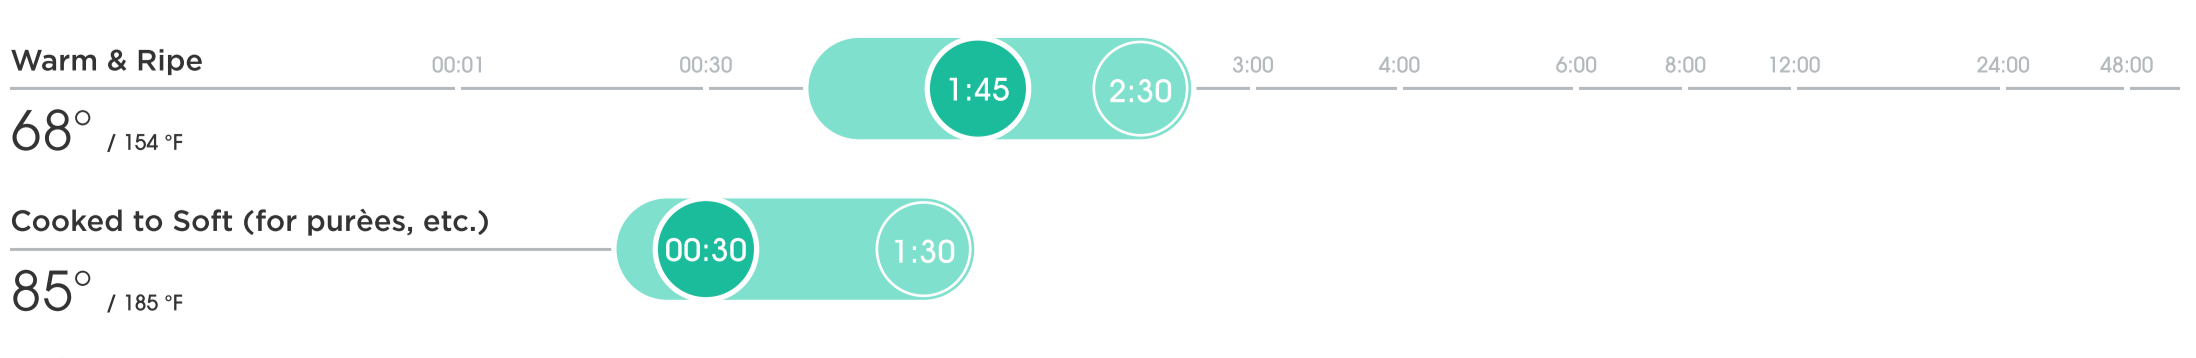 Warm & Ripe 00:01 00:30 1:45 2:30 3:00 4:00 6:00 8:00 12:00 24:00 48:00
68° / 154 °F
Cooked to Soft (for purèes, etc.) 00:30 1:30
85° / 185 °F